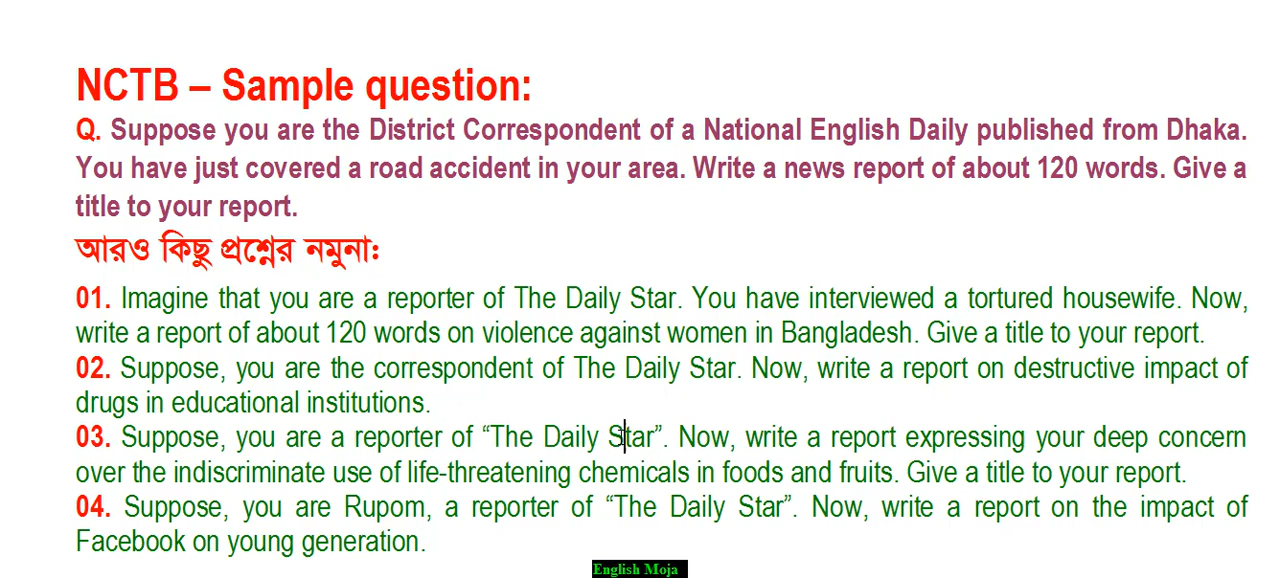 NCTB – Sample question:
Q. Suppose you are the District Correspondent of a National English Daily published from Dhaka.
You have just covered a road accident in your area. Write a news report of about 120 words. Give a
title to your report.
আরও কিছু প্রশ্নের নমুনাঃ
01. Imagine that you are a reporter of The Daily Star. You have interviewed a tortured housewife. Now,
write a report of about 120 words on violence against women in Bangladesh. Give a title to your report.
02. Suppose, you are the correspondent of The Daily Star. Now, write a report on destructive impact of
drugs in educational institutions.
03. Suppose, you are a reporter of “The Daily Star”. Now, write a report expressing your deep concern
over the indiscriminate use of life-threatening chemicals in foods and fruits. Give a title to your report.
04. Suppose, you are Rupom, a reporter of “The Daily Star”. Now, write a report on the impact of
Facebook on young generation.
English Moja